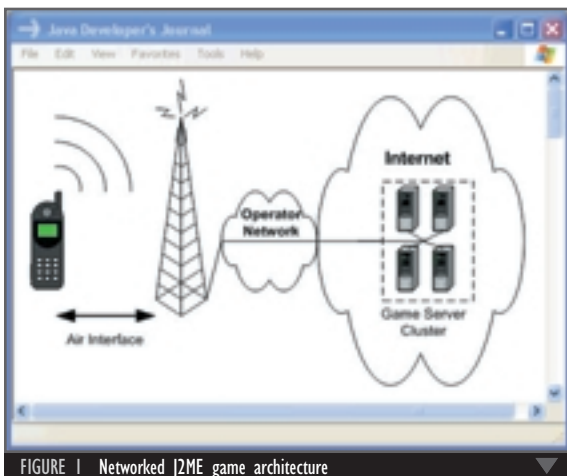 Java Developer's Journal
File Edit View Favorites Tools Help
Internet
Operator
Network
Game Server
Cluster
Air Interface
FIGURE 1 Networked J2ME game architecture